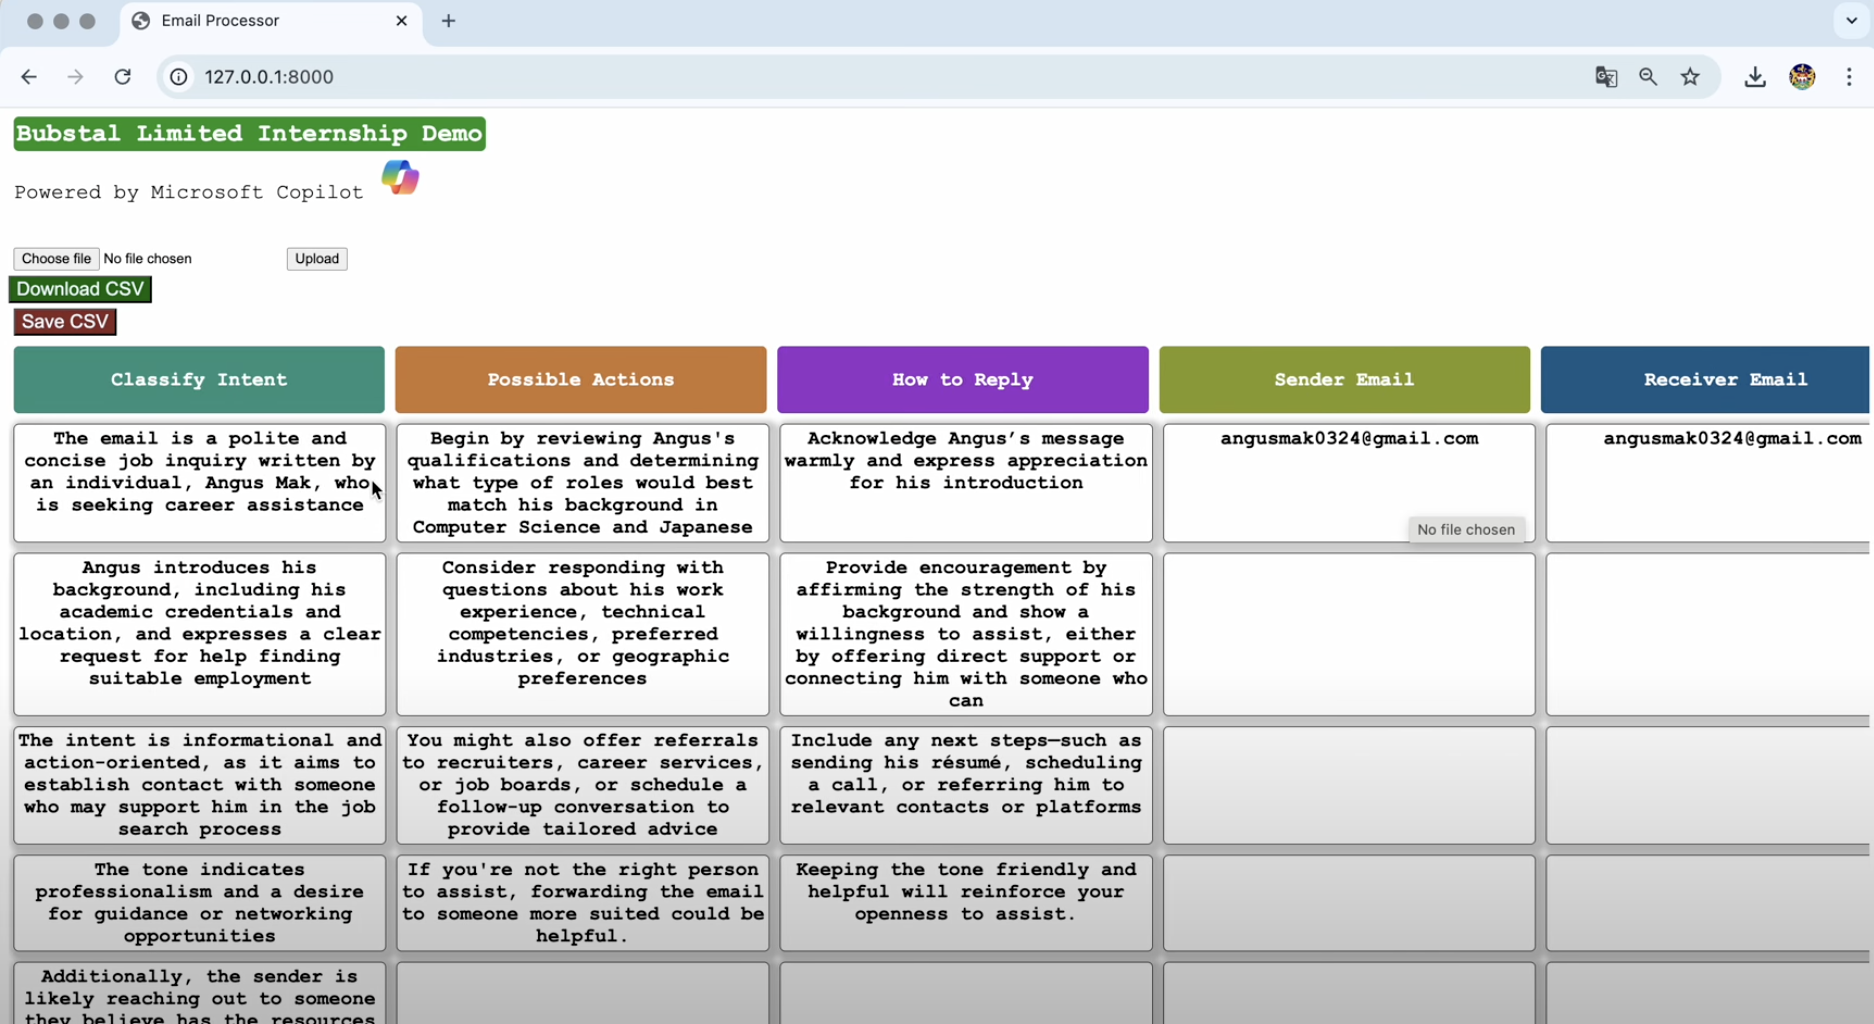 Email Processor
127.0.0.1:8000
Bubstal Limited Internship Demo
Powered by Microsoft Copilot
Choose file No file chosen
Upload
Download CSV
Save CSV
Classify Intent
Possible Actions
How to Reply
Sender Email
Receiver Email
The email is a polite and
concise job inquiry written by
an individual, Angus Mak, who
is seeking career assistance
Begin by reviewing Angus's
qualifications and determining
what type of roles would best
match his background in
Computer Science and Japanese
Acknowledge Angus’s message
warmly and express appreciation
for his introduction
angusmak0324@gmail.com
angusmak0324@gmail.com
No file chosen
Angus introduces his
background, including his
academic credentials and
location, and expresses a clear
request for help finding
suitable employment
Consider responding with
questions about his work
experience, technical
competencies, preferred
industries, or geographic
preferences
Provide encouragement by
affirming the strength of his
background and show a
willingness to assist, either
by offering direct support or
connecting him with someone who
can
The intent is informational and
action-oriented, as it aims to
establish contact with someone
who may support him in the job
search process
You might also offer referrals
to recruiters, career services,
or job boards, or schedule a
follow-up conversation to
provide tailored advice
Include any next steps—such as
sending his résumé, scheduling
a call, or referring him to
relevant contacts or platforms
The tone indicates
professionalism and a desire
for guidance or networking
opportunities
If you're not the right person
to assist, forwarding the email
to someone more suited could be
helpful.
Keeping the tone friendly and
helpful will reinforce your
openness to assist.
Additionally, the sender is
likely reaching out to someone
they believe has the resources